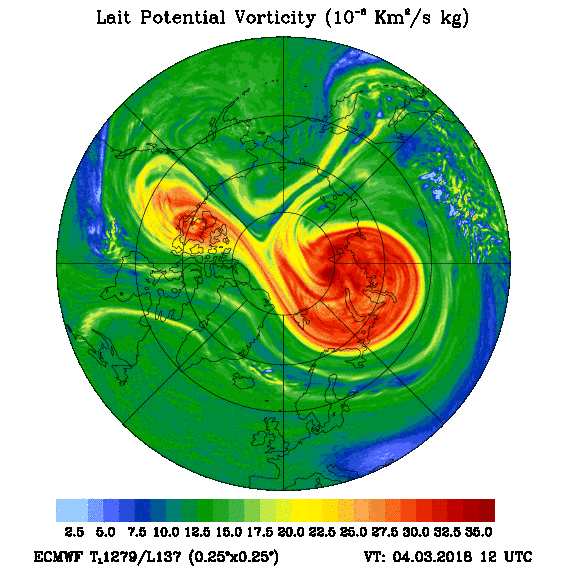 Lait Potential Vorticity (10⁻⁶ Km²/s kg)
2.5 5.0 7.5 10.0 12.5 15.0 17.5 20.0 22.5 25.0 27.5 30.0 32.5 35.0
ECMWF T_L1279/L137 (0.25°x0.25°) VT: 04.03.2018 12 UTC